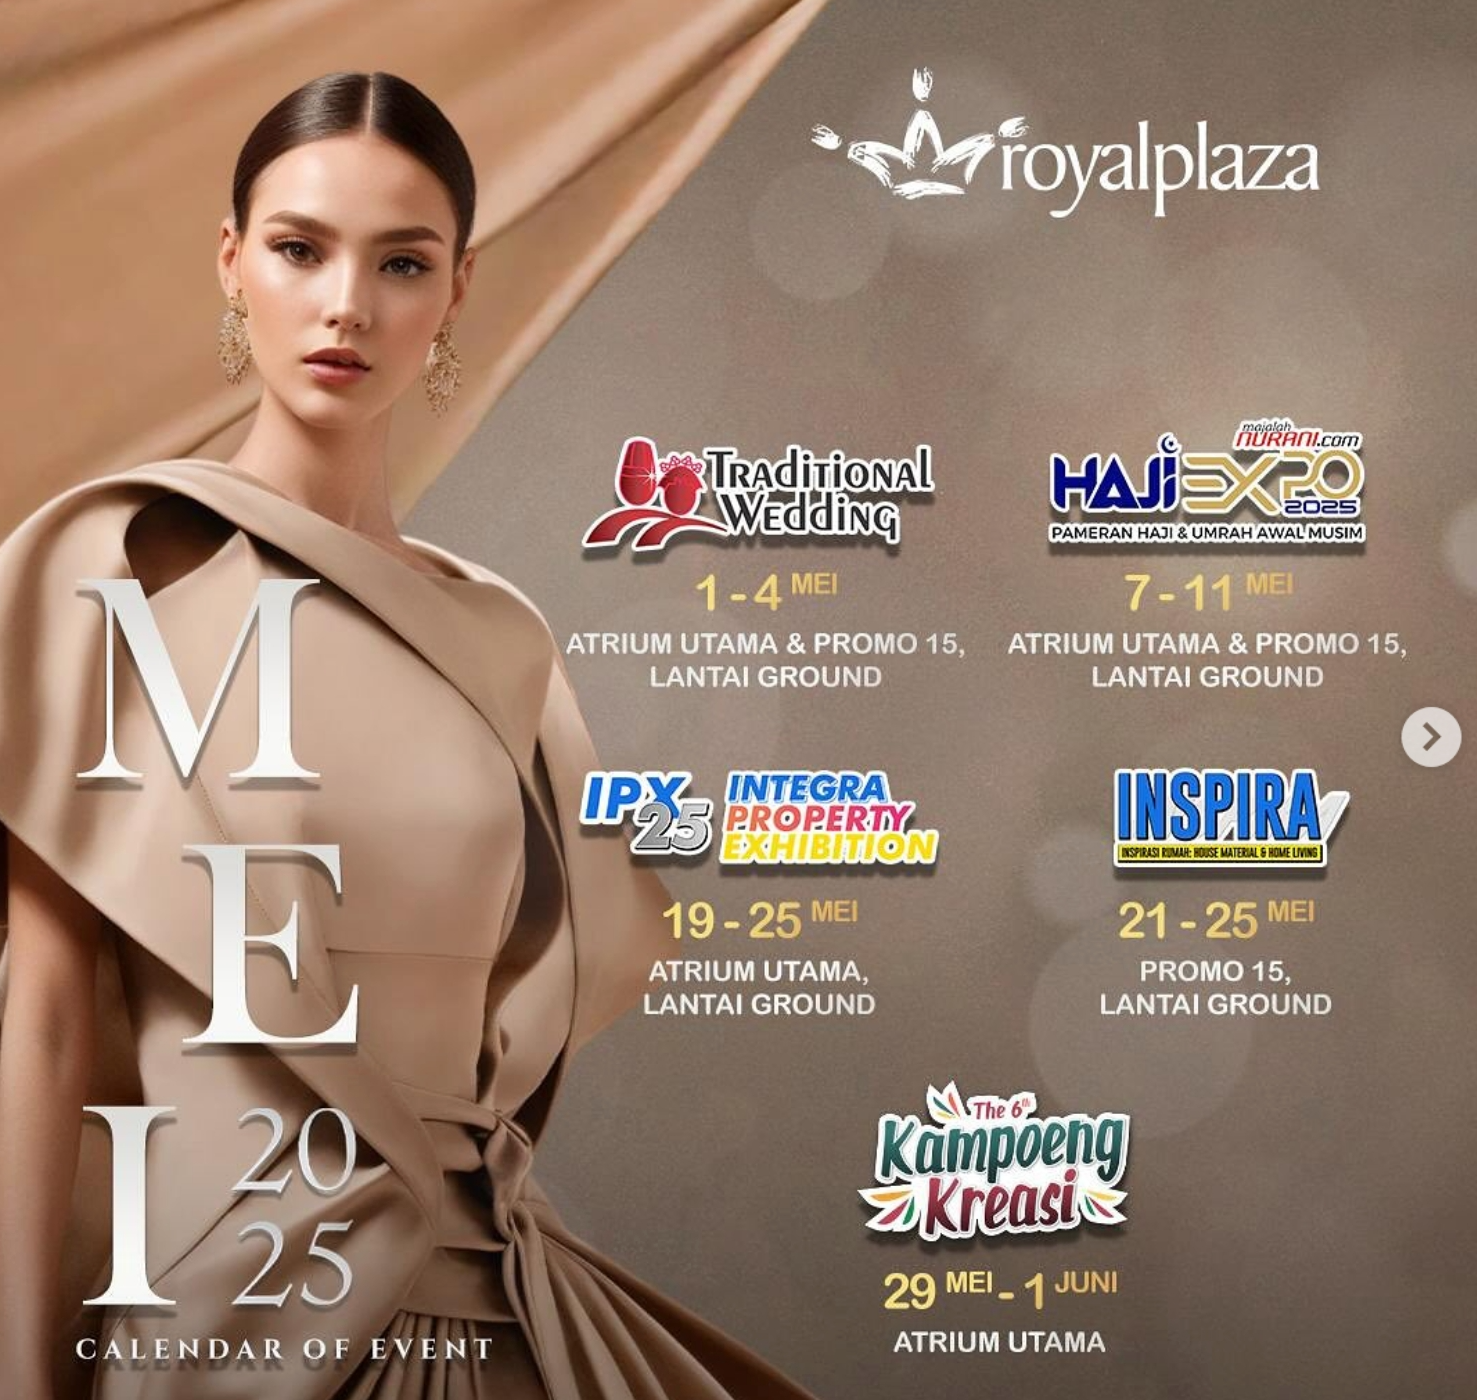 royalplaza
TRADITIONAL
WEDDING
1 - 4 MEI
ATRIUM UTAMA & PROMO 15,
LANTAI GROUND
majalah
NURANI.com
HAJI EXPO
2025
PAMERAN HAJI & UMRAH AWAL MUSIM
7 - 11 MEI
ATRIUM UTAMA & PROMO 15,
LANTAI GROUND
IPX
25
INTEGRA
PROPERTY
EXHIBITION
19 - 25 MEI
ATRIUM UTAMA,
LANTAI GROUND
INSPIRA
INSPIRASI RUMAH: HOUSE MATERIAL & HOME LIVING
21 - 25 MEI
PROMO 15,
LANTAI GROUND
The 6th
Kampoeng
Kreasi
29 MEI - 1 JUNI
ATRIUM UTAMA
MEI
20
25
CALENDAR OF EVENT